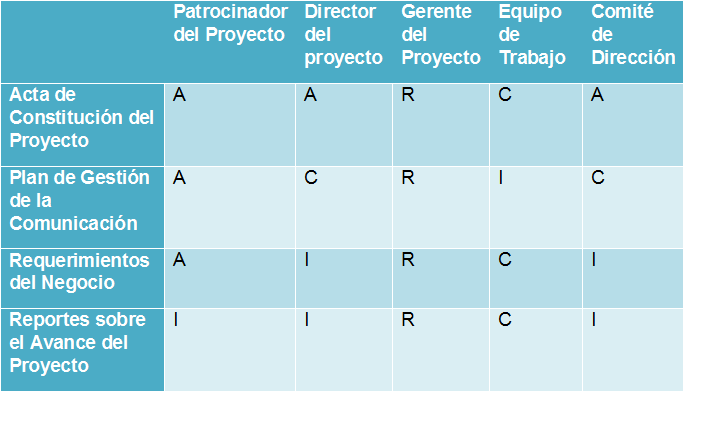 Patrocinador del Proyecto
Director del proyecto
Gerente del Proyecto
Equipo de Trabajo
Comité de Dirección
Acta de Constitución del Proyecto
A A R C A
Plan de Gestión de la Comunicación
A C R I C
Requerimientos del Negocio
A I R C I
Reportes sobre el Avance del Proyecto
I I R C I